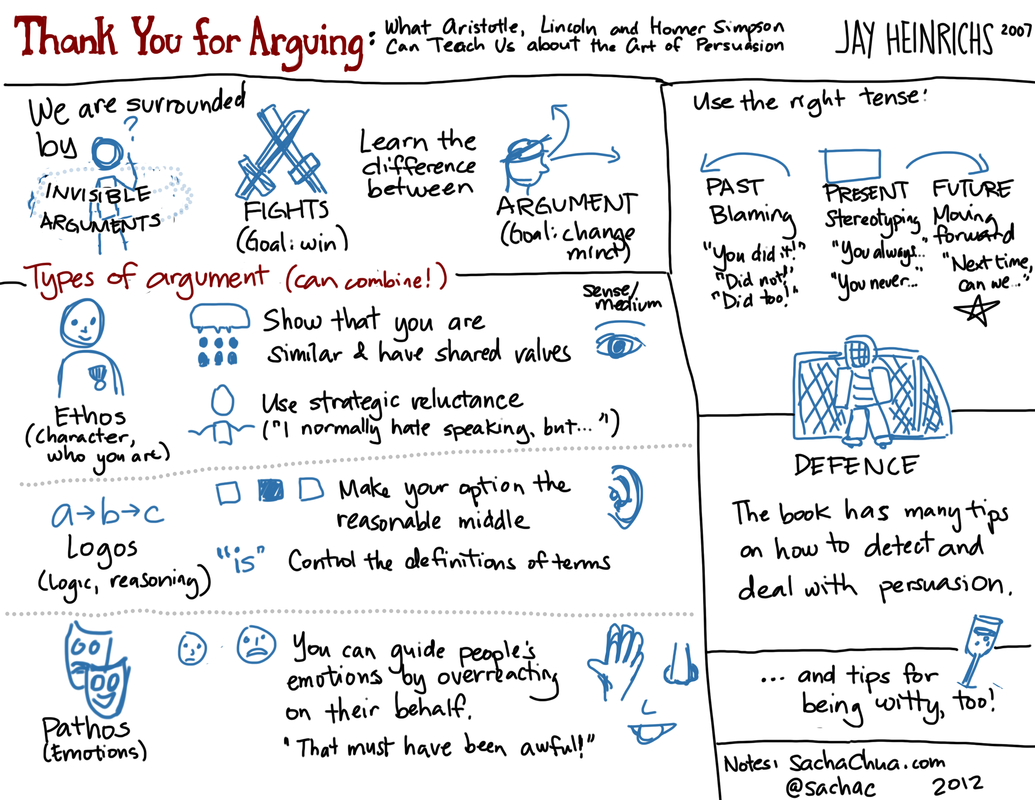 Thank You for Arguing:
What Aristotle, Lincoln and Homer Simpson
Can Teach Us about the Art of Persuasion
JAY HEINRICHS 2007
We are surrounded
by
?
INVISIBLE
ARGUMENTS
FIGHTS
(Goal: win)
Learn the
difference
between
ARGUMENT
(Goal: change
mind)
Use the right tense:
PAST
Blaming
"You did it!"
"Did not!"
"Did too!"
PRESENT
Stereotyping
"You always..."
"You never..."
FUTURE
Moving
forward
"Next time,
can we..."
Types of argument (can combine!)
Sense/
medium
Ethos
(character,
who you are)
Show that you are
similar & have shared values
Use strategic reluctance
("I normally hate speaking, but...")
a→b→c
Logos
(logic, reasoning)
Make your option the
reasonable middle
"is"
Control the definitions of terms
Pathos
(Emotions)
You can guide people's
emotions by overreacting
on their behalf.
"That must have been awful!"
DEFENCE
The book has many tips
on how to detect and
deal with persuasion.
... and tips for
being witty, too!
Notes: SachaChua.com
@sachac 2012